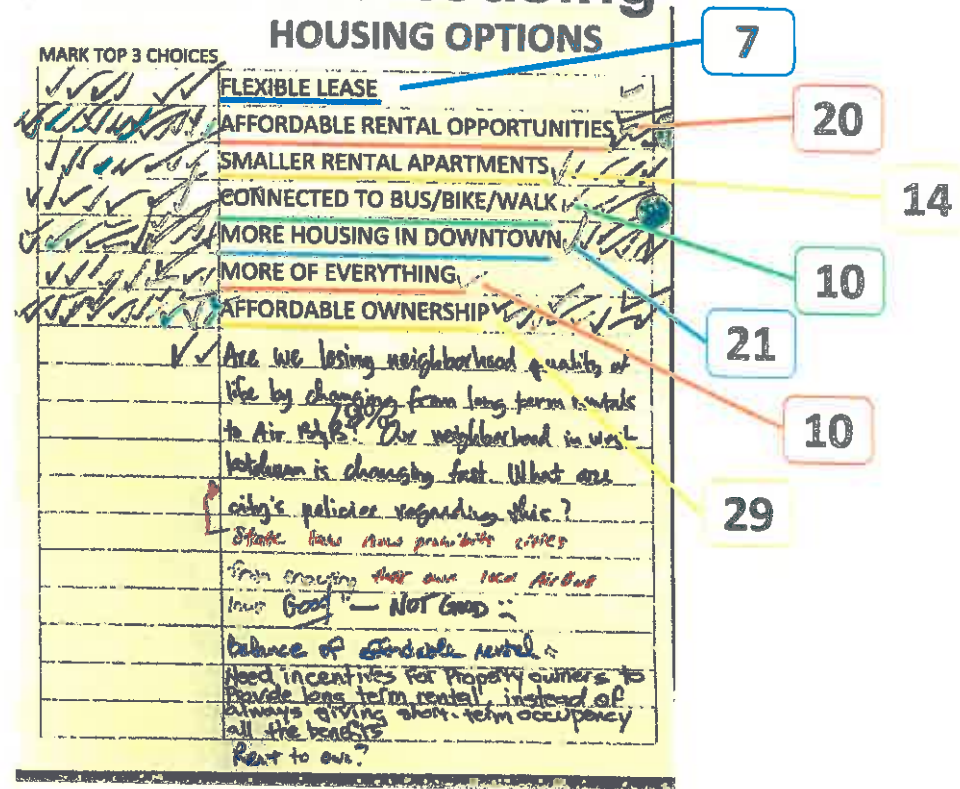 HOUSING OPTIONS
MARK TOP 3 CHOICES
7
FLEXIBLE LEASE
20
AFFORDABLE RENTAL OPPORTUNITIES
SMALLER RENTAL APARTMENTS
14
CONNECTED TO BUS/BIKE/WALK
MORE HOUSING IN DOWNTOWN
10
MORE OF EVERYTHING
21
AFFORDABLE OWNERSHIP
10
29
Are we losing neighborhood quality of
life by changing from long term rentals
to Air BnB's? Our neighborhood in west
is changing fast. What are
city's policies regarding this?
State law now prohibits cities
from enacting their own local AirBnB
laws Good — NOT GOOD :
Balance of affordable rental :
Need incentives for Property owners to
Provide long term rental, instead of
always giving short-term occupancy
all the benefits
Rent to own?